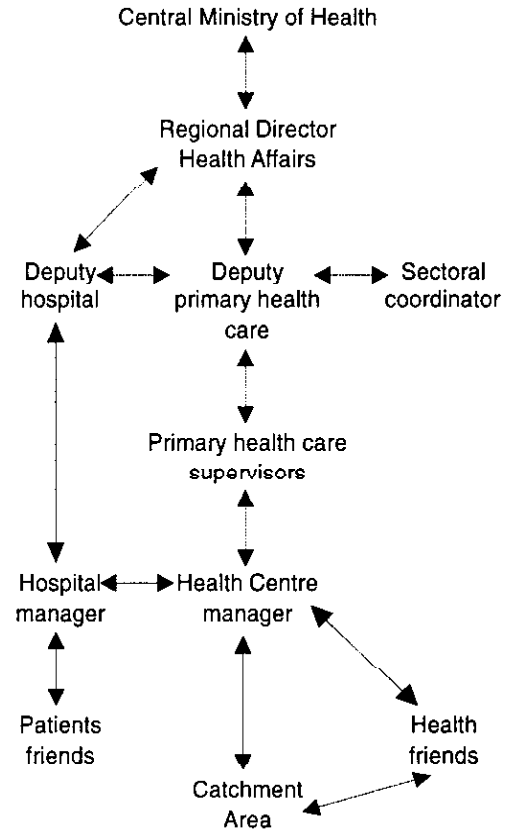 Central Ministry of Health
Regional Director
Health Affairs
Deputy
hospital
Deputy
primary health
care
Sectoral
coordinator
Primary health care
supervisors
Hospital
manager
Health Centre
manager
Patients
friends
Health
friends
Catchment
Area